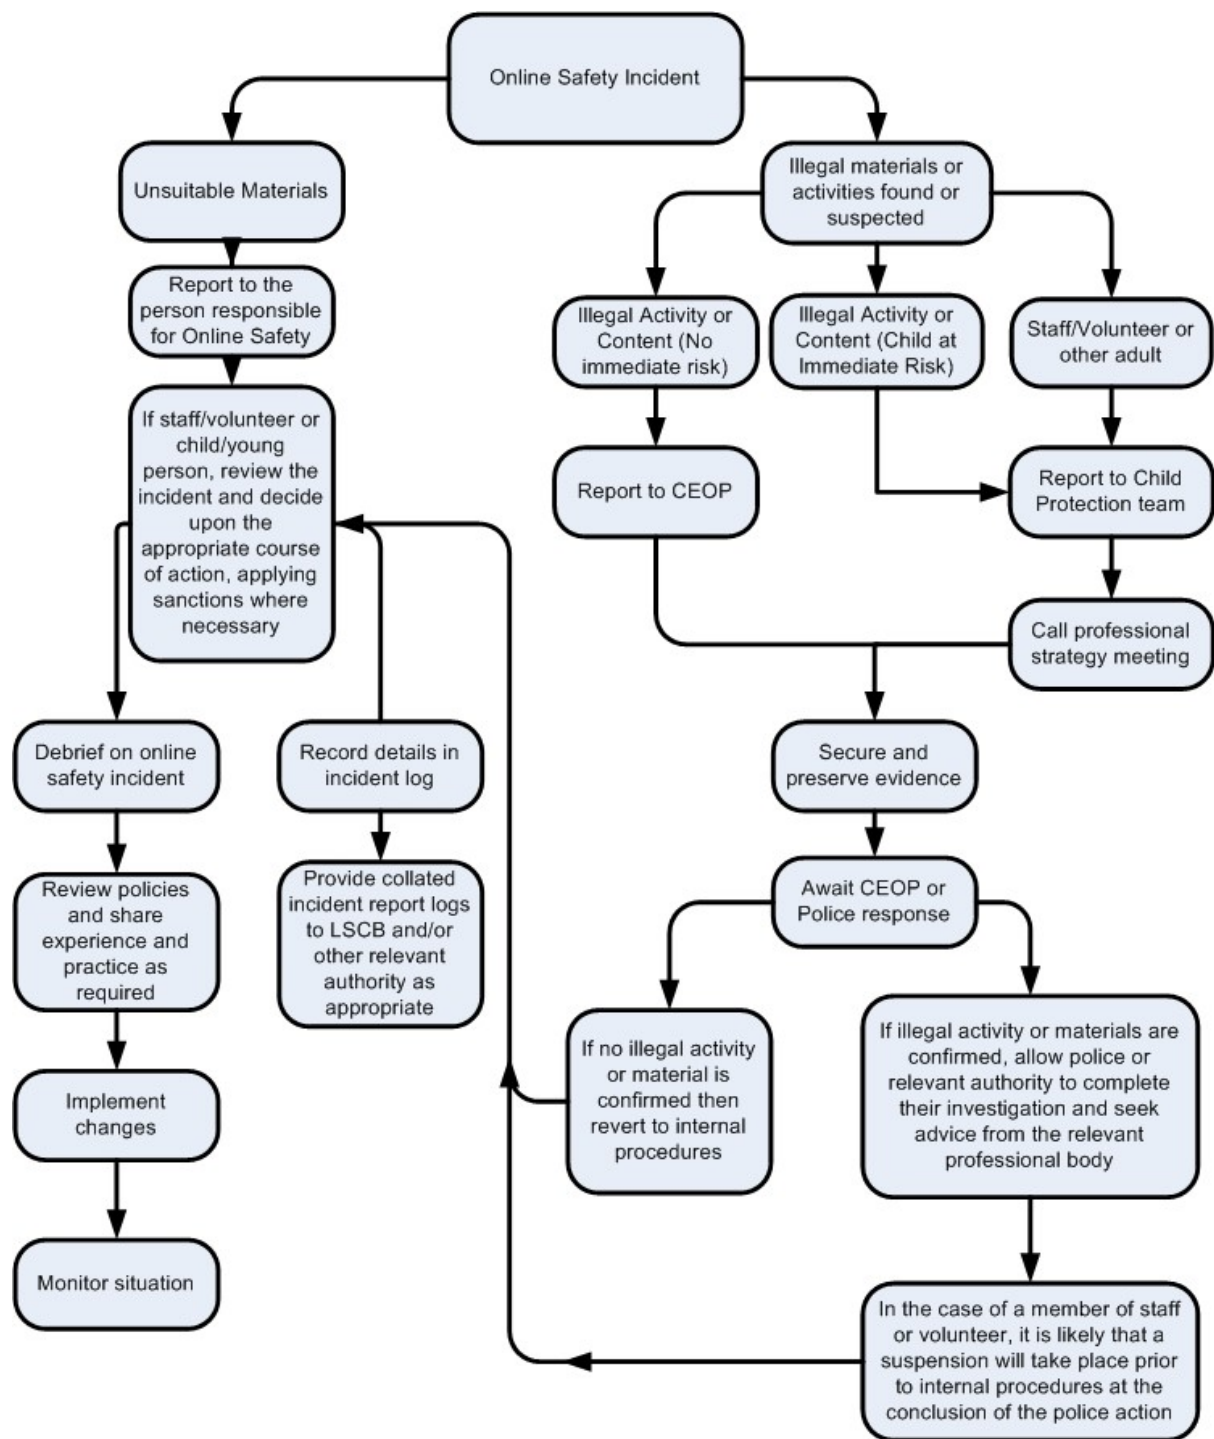 Online Safety Incident
Unsuitable Materials
Report to the
person responsible
for Online Safety
If staff/volunteer or
child/young
person, review the
incident and decide
upon the
appropriate course
of action, applying
sanctions where
necessary
Debrief on online
safety incident
Review policies
and share
experience and
practice as
required
Implement
changes
Monitor situation
Record details in
incident log
Provide collated
incident report logs
to LSCB and/or
other relevant
authority as
appropriate
Illegal materials or
activities found or
suspected
Illegal Activity or
Content (No
immediate risk)
Illegal Activity or
Content (Child at
Immediate Risk)
Staff/Volunteer or
other adult
Report to CEOP
Report to Child
Protection team
Call professional
strategy meeting
Secure and
preserve evidence
Await CEOP or
Police response
If no illegal activity
or material is
confirmed then
revert to internal
procedures
If illegal activity or materials are
confirmed, allow police or
relevant authority to complete
their investigation and seek
advice from the relevant
professional body
In the case of a member of staff
or volunteer, it is likely that a
suspension will take place prior
to internal procedures at the
conclusion of the police action